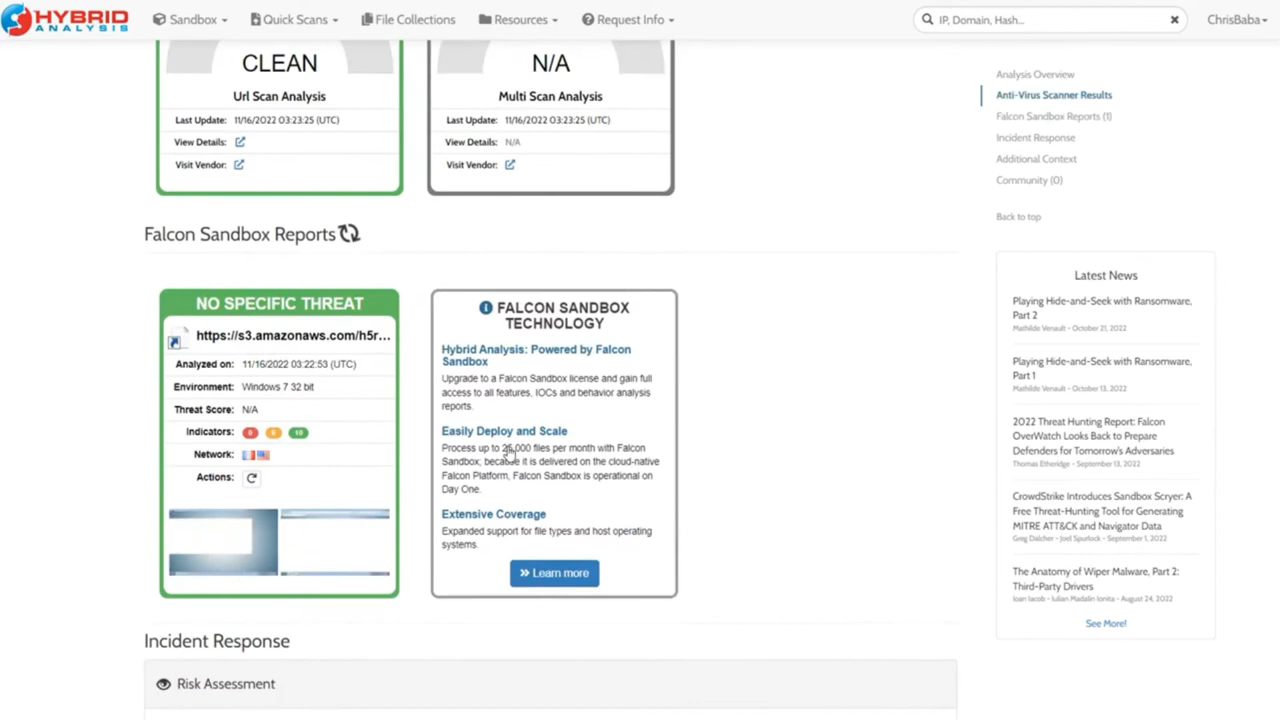 HYBRID
ANALYSIS
Sandbox
Quick Scans
File Collections
Resources
Request Info
IP, Domain, Hash...
ChrisBaba
CLEAN
Url Scan Analysis
Last Update: 11/16/2022 03:23:25 (UTC)
View Details:
Visit Vendor:
N/A
Multi Scan Analysis
Last Update: 11/16/2022 03:23:25 (UTC)
View Details: N/A
Visit Vendor:
Falcon Sandbox Reports
NO SPECIFIC THREAT
https://s3.amazonaws.com/h5r...
Analyzed on: 11/16/2022 03:22:53 (UTC)
Environment: Windows 7 32 bit
Threat Score: N/A
Indicators:
Network:
Actions:
FALCON SANDBOX
TECHNOLOGY
Hybrid Analysis: Powered by Falcon
Sandbox
Upgrade to a Falcon Sandbox license and gain full
access to all features, IOCs and behavior analysis
reports.
Easily Deploy and Scale
Process up to 25,000 files per month with Falcon
Sandbox; because it is delivered on the cloud-native
Falcon Platform, Falcon Sandbox is operational on
Day One.
Extensive Coverage
Expanded support for file types and host operating
systems.
Learn more
Incident Response
Risk Assessment
Analysis Overview
Anti-Virus Scanner Results
Falcon Sandbox Reports (1)
Incident Response
Additional Context
Community (0)
Back to top
Latest News
Playing Hide-and-Seek with Ransomware,
Part 2
Mathilde Venault - October 21, 2022
Playing Hide-and-Seek with Ransomware,
Part 1
Mathilde Venault - October 13, 2022
2022 Threat Hunting Report: Falcon
OverWatch Looks Back to Prepare
Defenders for Tomorrow's Adversaries
Thomas Etheridge - September 13, 2022
CrowdStrike Introduces Sandbox Scryer: A
Free Threat-Hunting Tool for Generating
MITRE ATT&CK and Navigator Data
Greg Dalcher - Joel Spurlock - September 1, 2022
The Anatomy of Wiper Malware, Part 2:
Third-Party Drivers
Ioan Iacob - Iulian Madalin Ionita - August 24, 2022
See More!